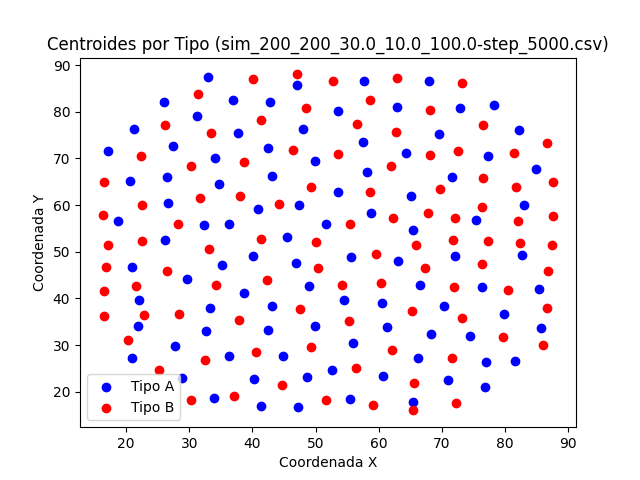 Centroides por Tipo (sim_200_200_30.0_10.0_100.0-step_5000.csv)
90
80
70
60
50
40
30
20
Coordenada Y
Tipo A
Tipo B
20 30 40 50 60 70 80 90
Coordenada X